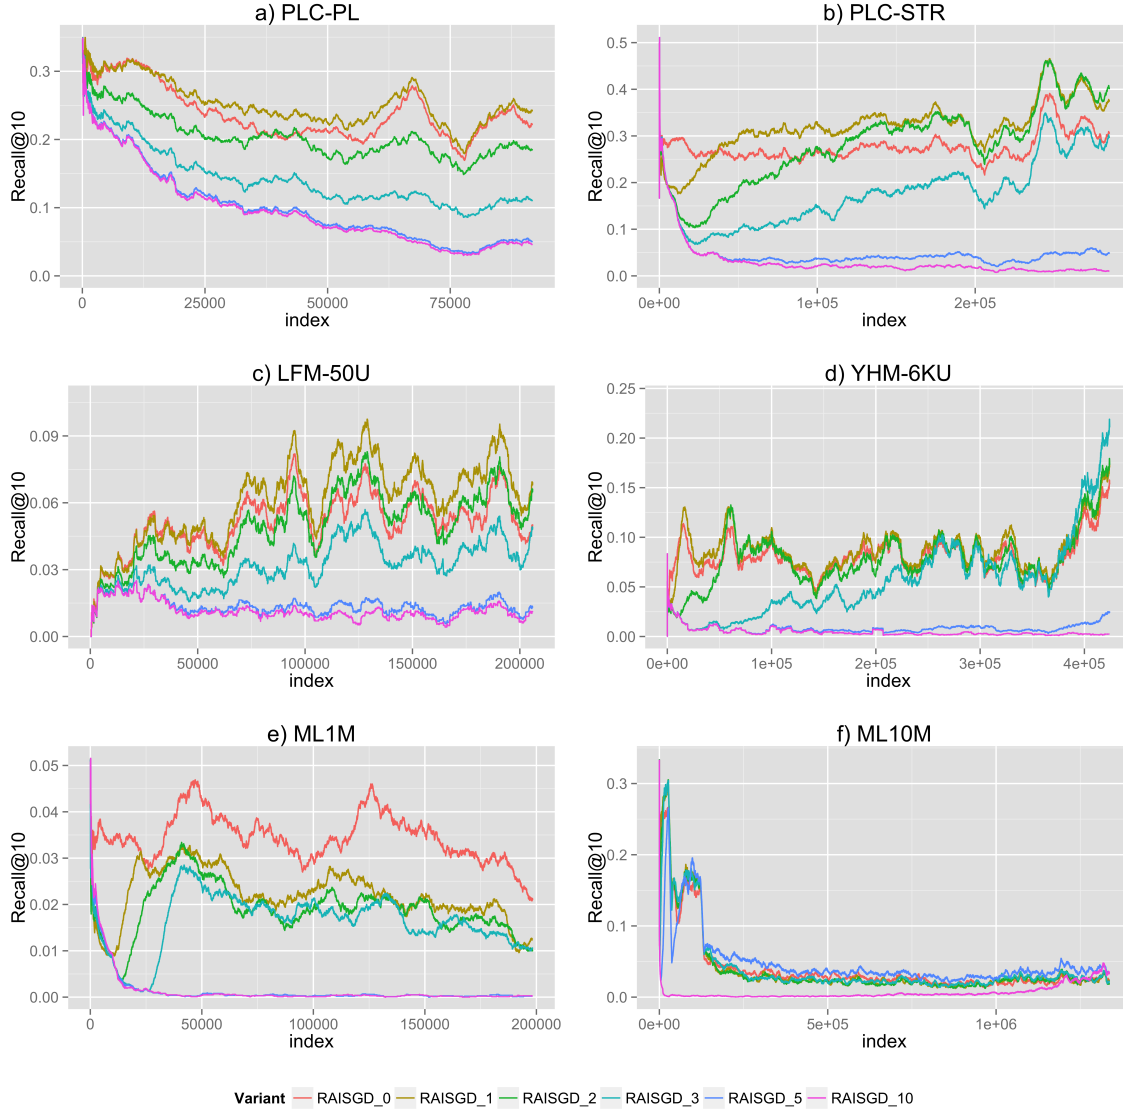 a) PLC-PL
b) PLC-STR
Recall@10
0.3
0.2
0.1
0.0
0
25000
50000
75000
index
Recall@10
0.5
0.4
0.3
0.2
0.1
0.0
0e+00
1e+05
2e+05
index
c) LFM-50U
d) YHM-6KU
Recall@10
0.09
0.06
0.03
0.00
0
50000
100000
150000
200000
index
Recall@10
0.25
0.20
0.15
0.10
0.05
0.00
0e+00
1e+05
2e+05
3e+05
4e+05
index
e) ML1M
f) ML10M
Recall@10
0.05
0.04
0.03
0.02
0.01
0.00
0
50000
100000
150000
200000
index
Recall@10
0.3
0.2
0.1
0.0
0e+00
5e+05
1e+06
index
Variant RAISGD_0 RAISGD_1 RAISGD_2 RAISGD_3 RAISGD_5 RAISGD_10